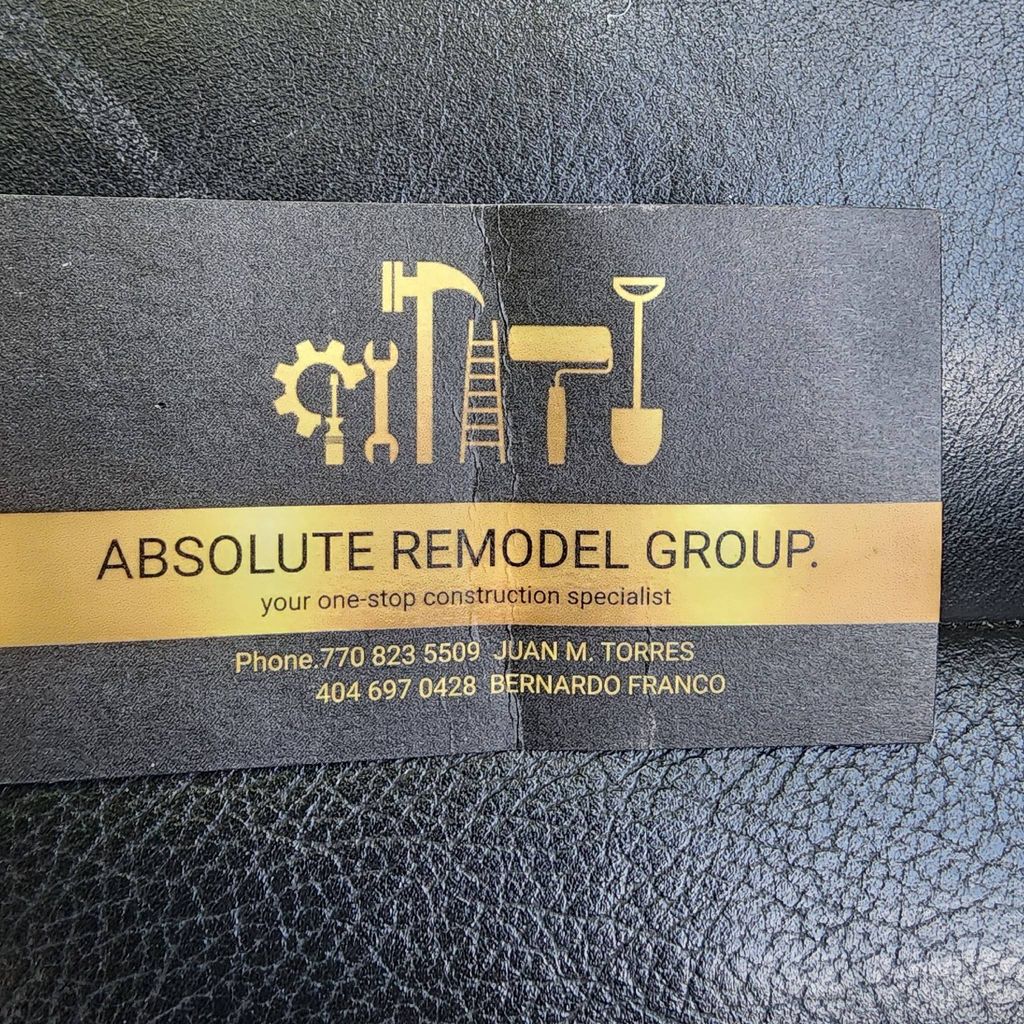 ABSOLUTE REMODEL GROUP.
your one-stop construction specialist
Phone.770 823 5509 JUAN M. TORRES
404 697 0428 BERNARDO FRANCO